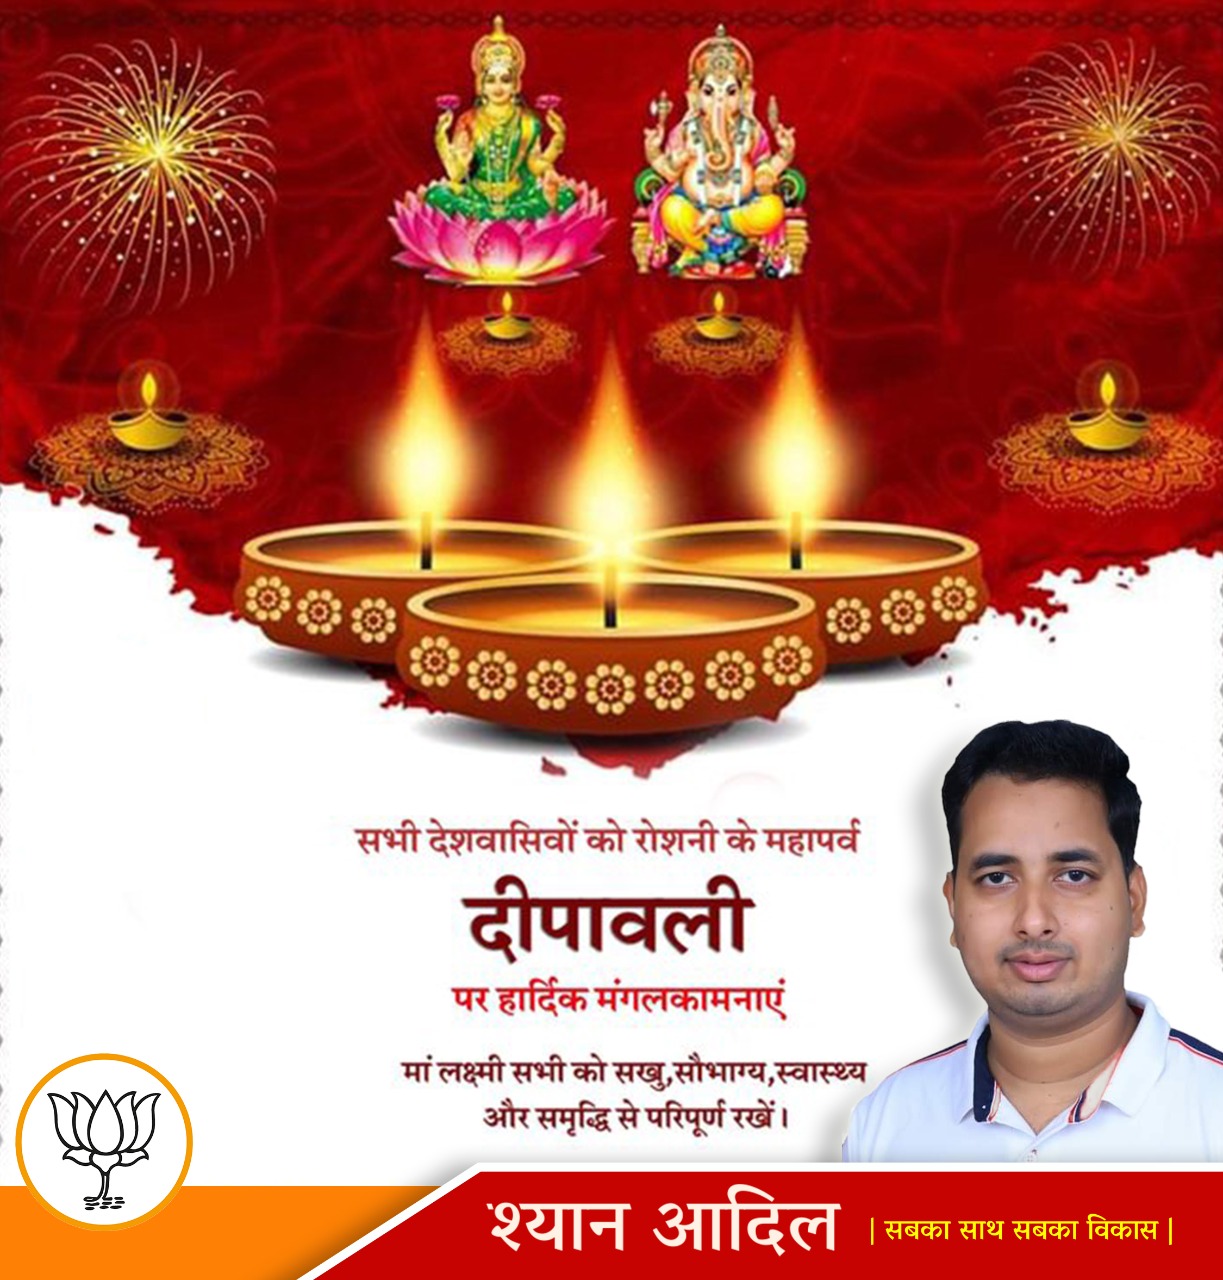 सभी देशवासिवों को रोशनी के महापर्व
दीपावली
पर हार्दिक मंगलकामनाएं
मां लक्ष्मी सभी को सखु,सौभाग्य,स्वास्थ्य
और समृद्धि से परिपूर्ण रखें।
श्यान आदिल
| सबका साथ सबका विकास |